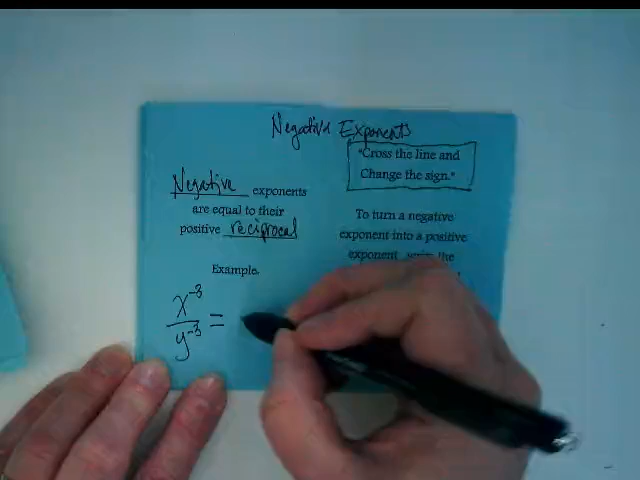 Negative Exponents
"Cross the line and
Change the sign."
Negative exponents
are equal to their
positive reciprocal
To turn a negative
exponent into a positive
exponent the
Example.
x⁻³
y⁻³ =